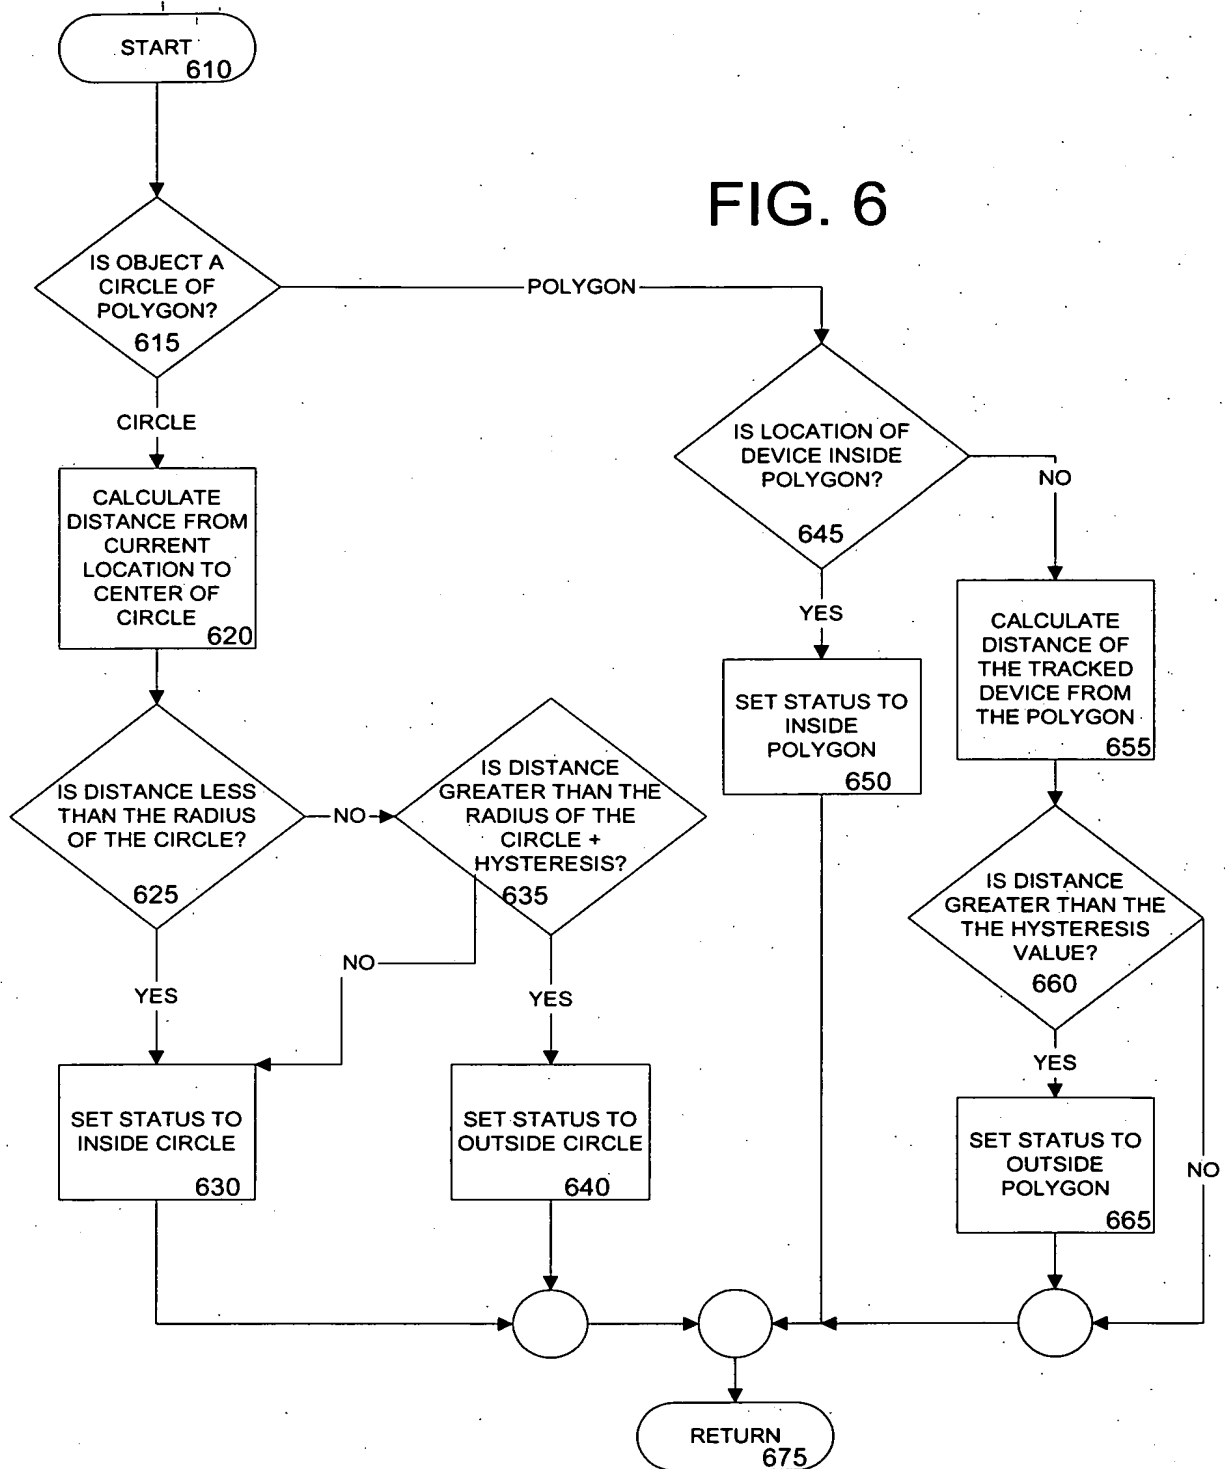 START
610
FIG. 6
IS OBJECT A
CIRCLE OF
POLYGON?
615
POLYGON
CIRCLE
IS LOCATION OF
DEVICE INSIDE
POLYGON?
645
NO
YES
CALCULATE
DISTANCE FROM
CURRENT
LOCATION TO
CENTER OF
CIRCLE
620
CALCULATE
DISTANCE OF
THE TRACKED
DEVICE FROM
THE POLYGON
655
SET STATUS TO
INSIDE
POLYGON
650
IS DISTANCE LESS
THAN THE RADIUS
OF THE CIRCLE?
625
NO
IS DISTANCE
GREATER THAN THE
RADIUS OF THE
CIRCLE +
HYSTERESIS?
635
IS DISTANCE
GREATER THAN THE
THE HYSTERESIS
VALUE?
660
NO
YES
YES
YES
NO
SET STATUS TO
INSIDE CIRCLE
630
SET STATUS TO
OUTSIDE CIRCLE
640
SET STATUS TO
OUTSIDE
POLYGON
665
RETURN
675